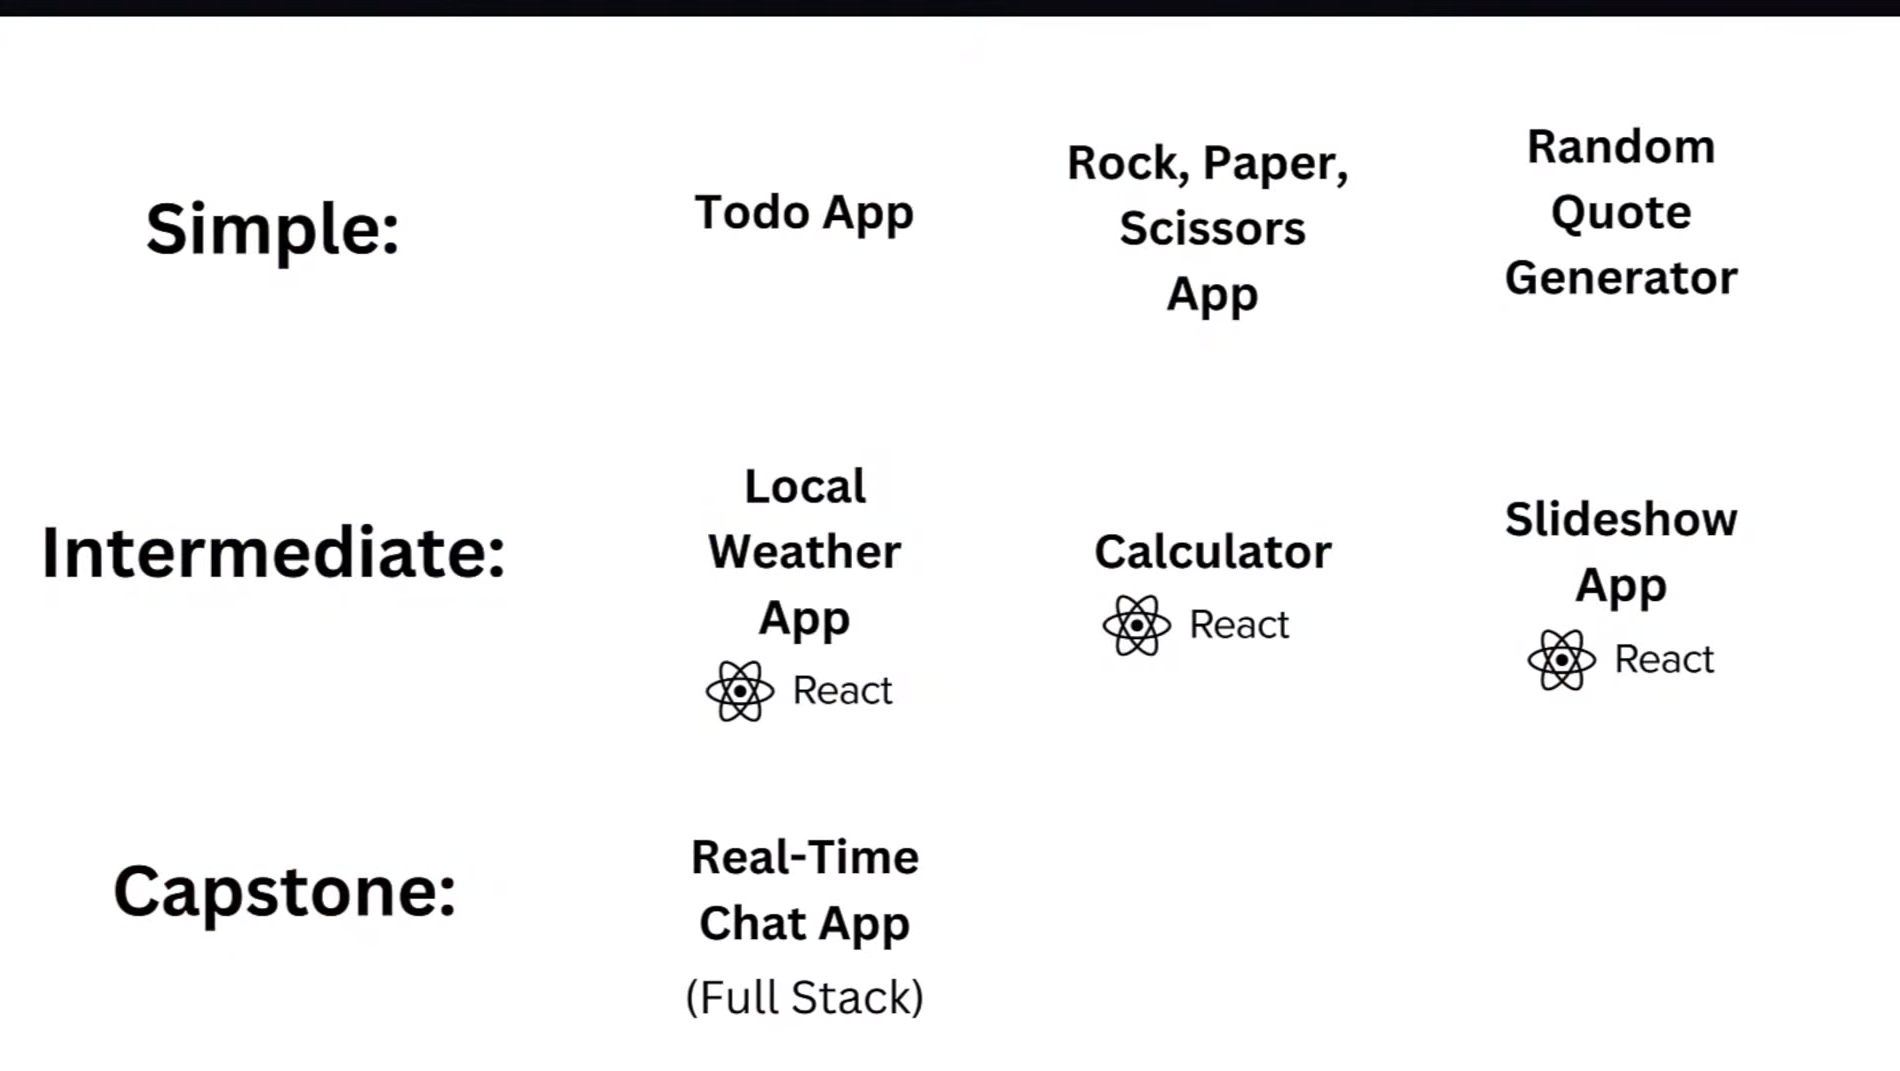 Simple:
Todo App
Rock, Paper,
Scissors
App
Random
Quote
Generator
Intermediate:
Local
Weather
App
React
Calculator
React
Slideshow
App
React
Capstone:
Real-Time
Chat App
(Full Stack)